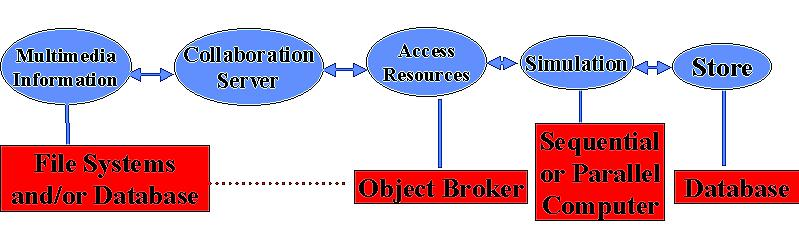 Multimedia
Information
Collaboration
Server
Access
Resources
Simulation
Store
File Systems
and/or Database
Object Broker
Sequential
or Parallel
Computer
Database